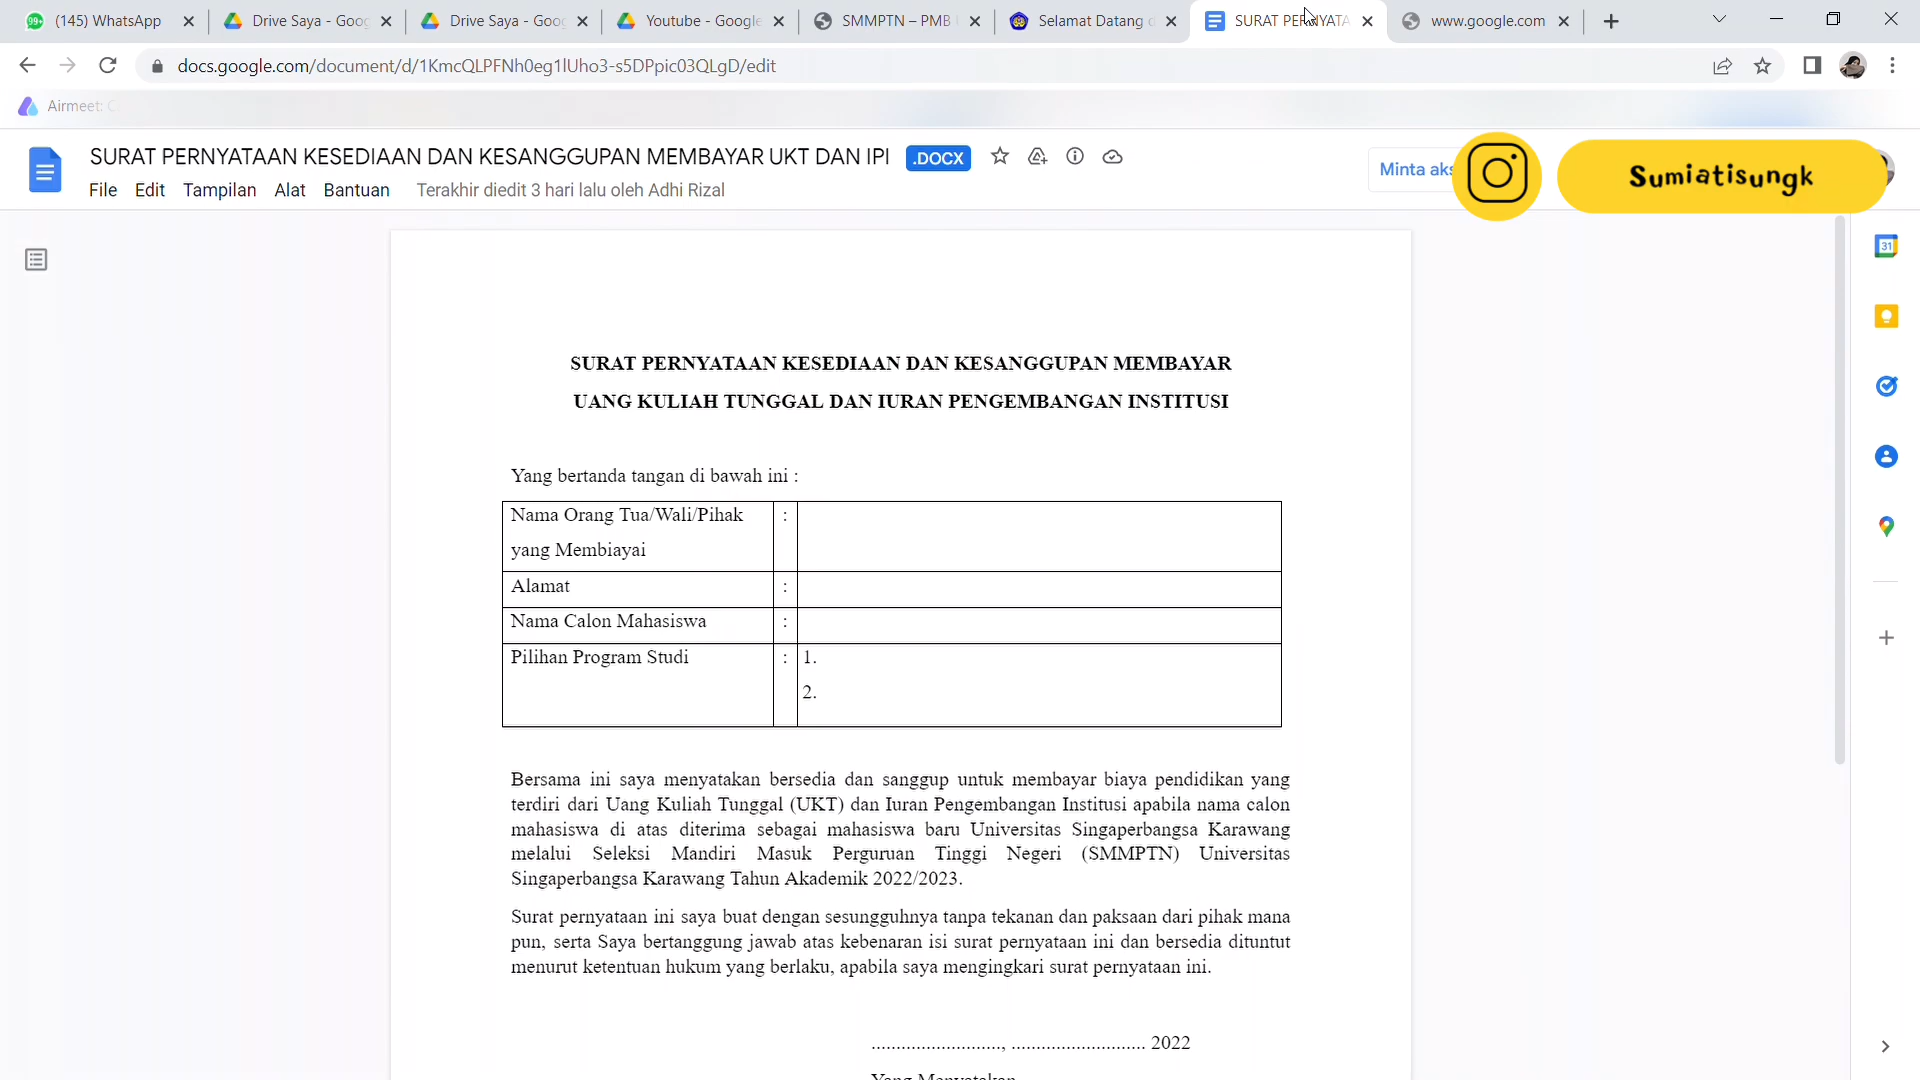 (145) WhatsApp
Drive Saya - Goog
Drive Saya - Goog
Youtube - Google
SMMPTN – PMB
Selamat Datang d
SURAT PERNYATA
www.google.com
docs.google.com/document/d/1KmcQLPFNh0eg1lUho3-s5DPpic03QLgD/edit
Airmeet: C
SURAT PERNYATAAN KESEDIAAN DAN KESANGGUPAN MEMBAYAR UKT DAN IPI
.DOCX
File Edit Tampilan Alat Bantuan
Terakhir diedit 3 hari lalu oleh Adhi Rizal
Minta aks
Sumiatisungk
31
SURAT PERNYATAAN KESEDIAAN DAN KESANGGUPAN MEMBAYAR
UANG KULIAH TUNGGAL DAN IURAN PENGEMBANGAN INSTITUSI
Yang bertanda tangan di bawah ini :
Nama Orang Tua/Wali/Pihak :
yang Membiayai
Alamat :
Nama Calon Mahasiswa :
Pilihan Program Studi : 1.
2.
Bersama ini saya menyatakan bersedia dan sanggup untuk membayar biaya pendidikan yang
terdiri dari Uang Kuliah Tunggal (UKT) dan Iuran Pengembangan Institusi apabila nama calon
mahasiswa di atas diterima sebagai mahasiswa baru Universitas Singaperbangsa Karawang
melalui Seleksi Mandiri Masuk Perguruan Tinggi Negeri (SMMPTN) Universitas
Singaperbangsa Karawang Tahun Akademik 2022/2023.
Surat pernyataan ini saya buat dengan sesungguhnya tanpa tekanan dan paksaan dari pihak mana
pun, serta Saya bertanggung jawab atas kebenaran isi surat pernyataan ini dan bersedia dituntut
menurut ketentuan hukum yang berlaku, apabila saya mengingkari surat pernyataan ini.
.........................., ........................... 2022
Yang Menyatakan